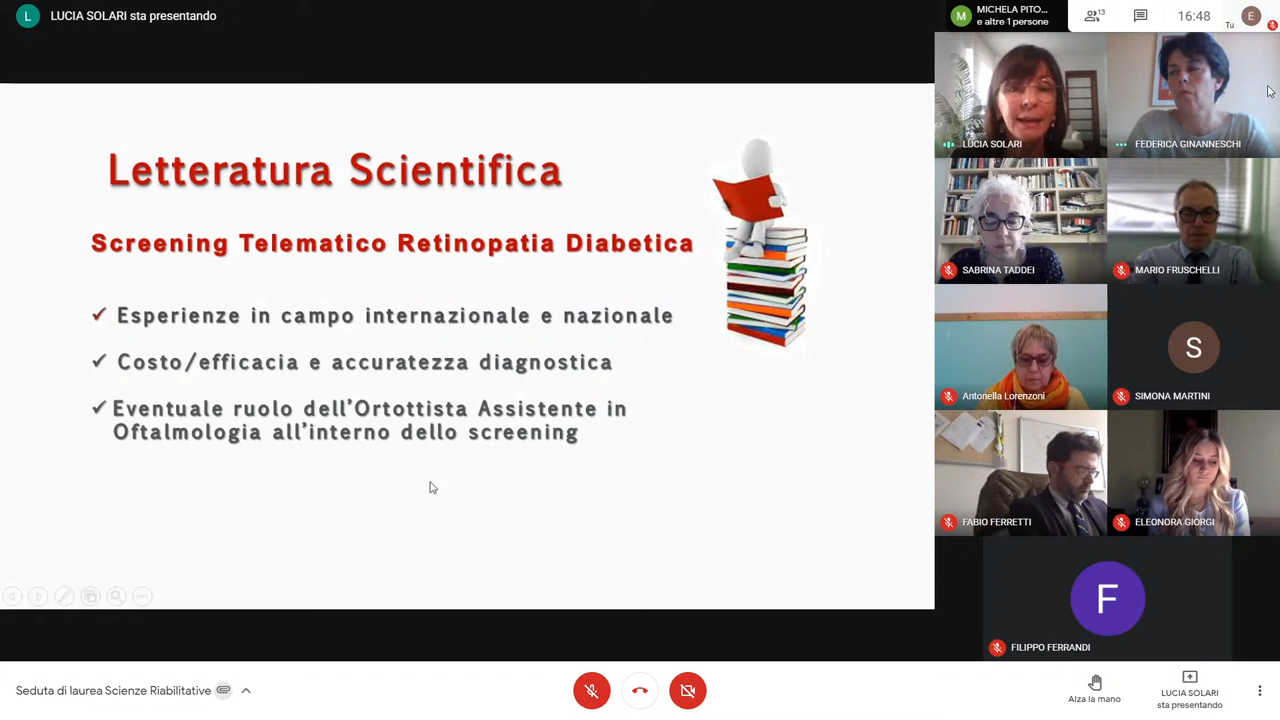 L
LUCIA SOLARI sta presentando
M
MICHELA PITO...
e altre 1 persone
13
16:48
Tu
E
Letteratura Scientifica
Screening Telematico Retinopatia Diabetica
✓ Esperienze in campo internazionale e nazionale
✓ Costo/efficacia e accuratezza diagnostica
✓ Eventuale ruolo dell'Ortottista Assistente in
Oftalmologia all'interno dello screening
LUCIA SOLARI
FEDERICA GINANNESCHI
SABRINA TADDEI
MARIO FRUSCHELLI
Antonella Lorenzoni
S
SIMONA MARTINI
FABIO FERRETTI
ELEONORA GIORGI
F
FILIPPO FERRANDI
Seduta di laurea Scienze Riabilitative
Alza la mano
LUCIA SOLARI
sta presentando